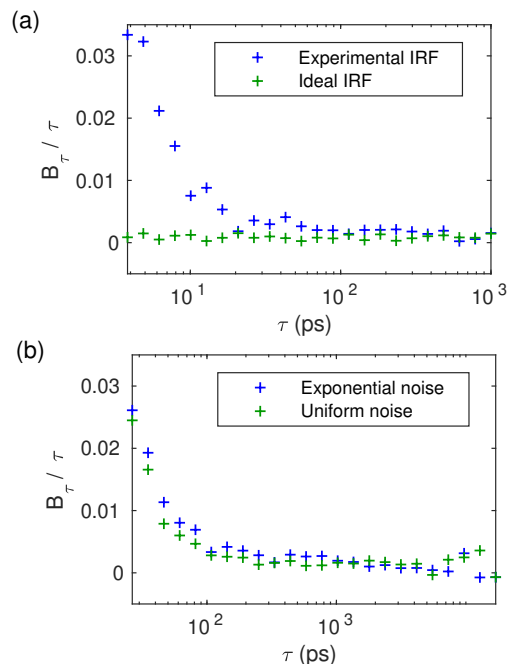 (a)
0.03
0.02
0.01
0
B_τ / τ
Experimental IRF
Ideal IRF
10^1
10^2
10^3
τ (ps)
(b)
0.03
0.02
0.01
0
B_τ / τ
Exponential noise
Uniform noise
10^2
10^3
τ (ps)